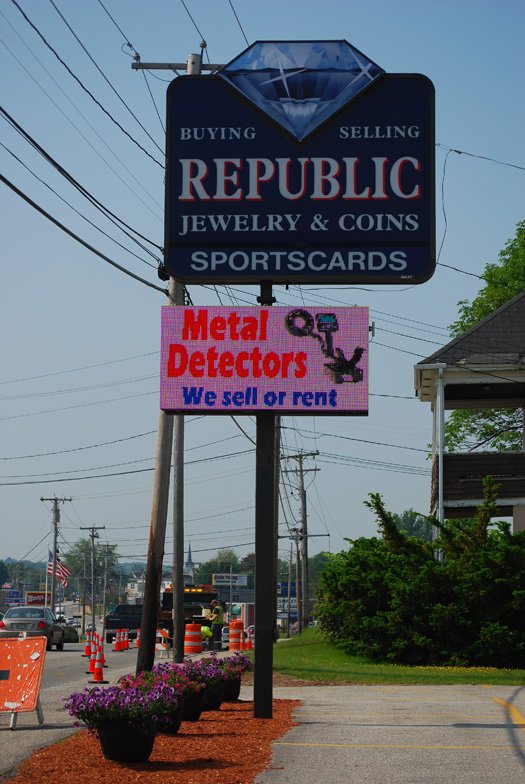 BUYING SELLING
REPUBLIC
JEWELRY & COINS
SPORTSCARDS
Metal
Detectors
We sell or rent